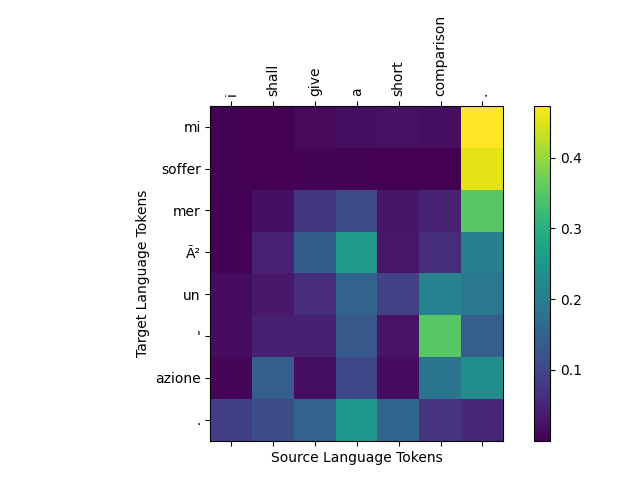 i shall give a short comparison .
mi
soffer
mer
Ã²
un
'
azione
.
Target Language Tokens
Source Language Tokens
0.4
0.3
0.2
0.1